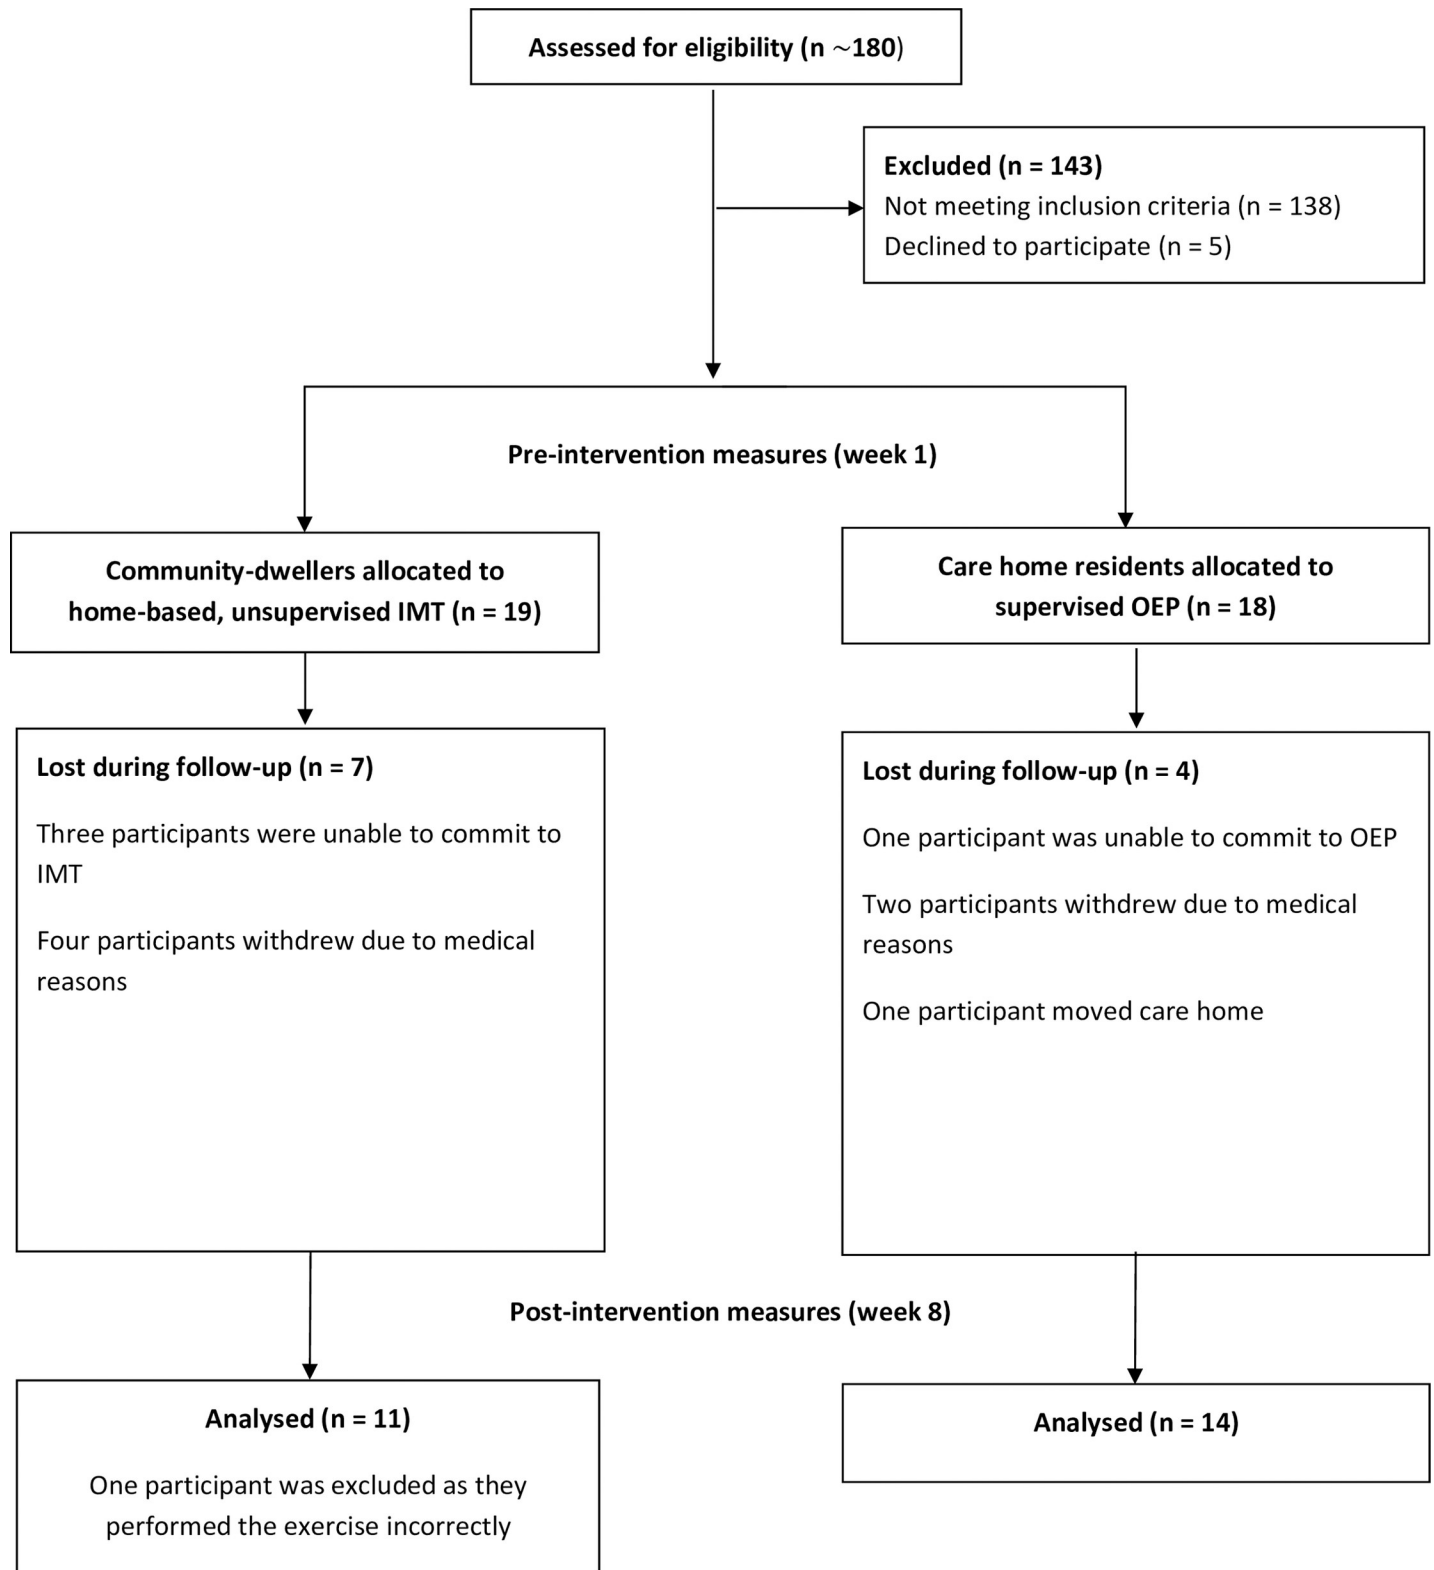 Assessed for eligibility (n ~180)
Excluded (n = 143)
Not meeting inclusion criteria (n = 138)
Declined to participate (n = 5)
Pre-intervention measures (week 1)
Community-dwellers allocated to
home-based, unsupervised IMT (n = 19)
Care home residents allocated to
supervised OEP (n = 18)
Lost during follow-up (n = 7)
Three participants were unable to commit to
IMT
Four participants withdrew due to medical
reasons
Lost during follow-up (n = 4)
One participant was unable to commit to OEP
Two participants withdrew due to medical
reasons
One participant moved care home
Post-intervention measures (week 8)
Analysed (n = 11)
One participant was excluded as they
performed the exercise incorrectly
Analysed (n = 14)